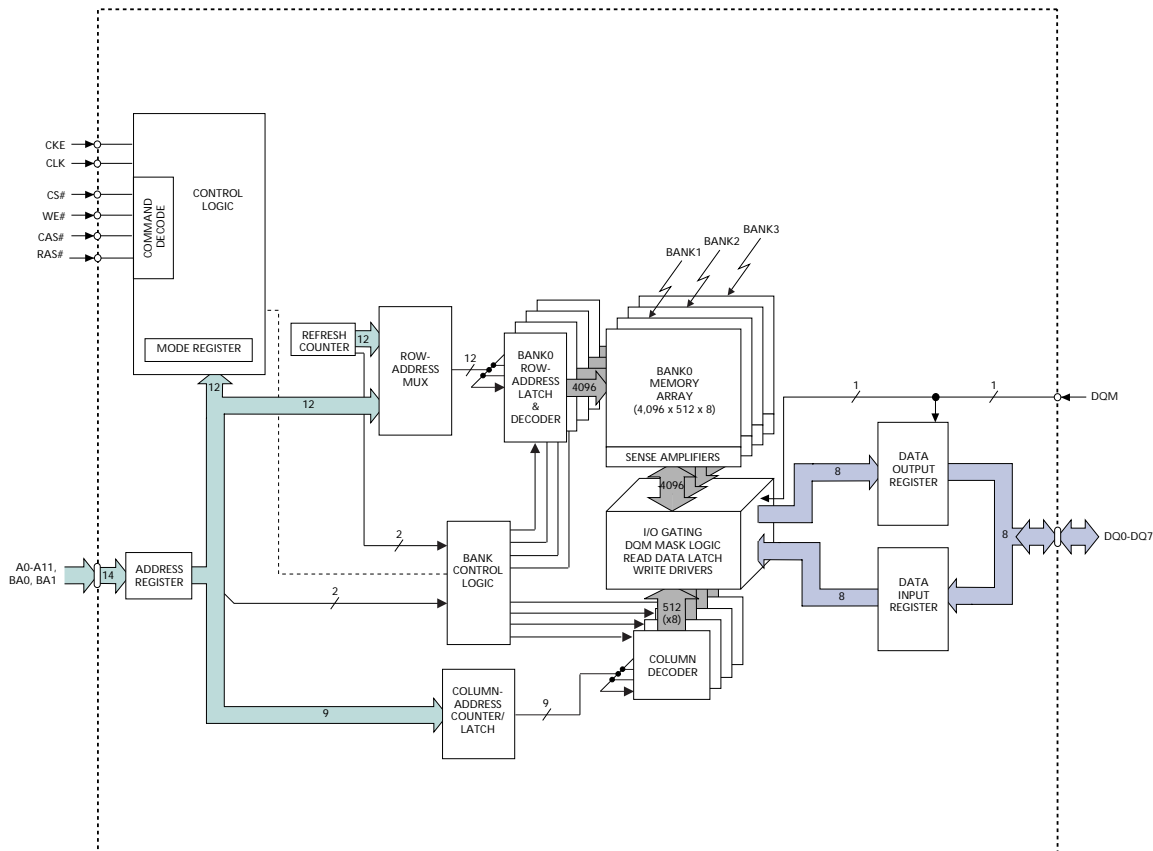 CKE
CLK
CS#
WE#
CAS#
RAS#
COMMAND
DECODE
CONTROL
LOGIC
MODE REGISTER
BANK3
BANK2
BANK1
REFRESH
COUNTER
12
ROW-
ADDRESS
MUX
12
BANK0
ROW-
ADDRESS
LATCH
&
DECODER
4096
BANK0
MEMORY
ARRAY
(4,096 x 512 x 8)
SENSE AMPLIFIERS
12
12
4096
1
1
DQM
8
DATA
OUTPUT
REGISTER
I/O GATING
DQM MASK LOGIC
READ DATA LATCH
WRITE DRIVERS
8
DQ0-DQ7
2
BANK
CONTROL
LOGIC
A0-A11,
BA0, BA1
14
ADDRESS
REGISTER
2
8
DATA
INPUT
REGISTER
512
(x8)
COLUMN
DECODER
9
COLUMN-
ADDRESS
COUNTER/
LATCH
9